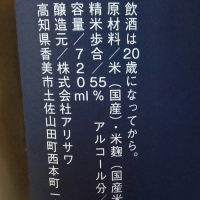 飲酒は20歳になってから。
原材料／米（国産）・米麹（国産米
精米歩合／55% アルコール分／
容量／720ml
醸造元／株式会社アリサワ
高知県香美市土佐山田町西本町一